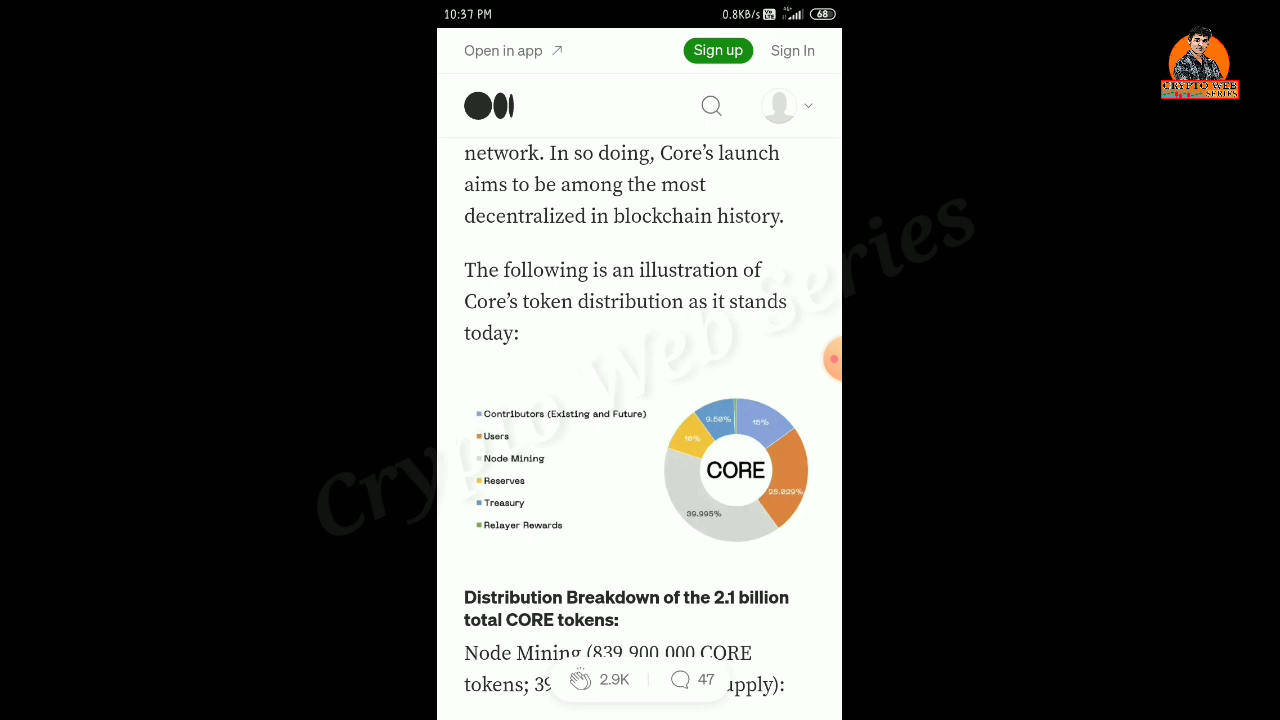 10:37 PM
0.8KB/s
4G+
68
Open in app
Sign up
Sign In
CRYPTO WEB
SERIES
network. In so doing, Core’s launch
aims to be among the most
decentralized in blockchain history.
The following is an illustration of
Core’s token distribution as it stands
today:
Contributors (Existing and Future)
Users
Node Mining
Reserves
Treasury
Relayer Rewards
9.50%
15%
10%
CORE
25.029%
39.995%
Crypto Web Series
Distribution Breakdown of the 2.1 billion
total CORE tokens:
Node Mining (839,900,000 CORE
tokens; 39
2.9K
47